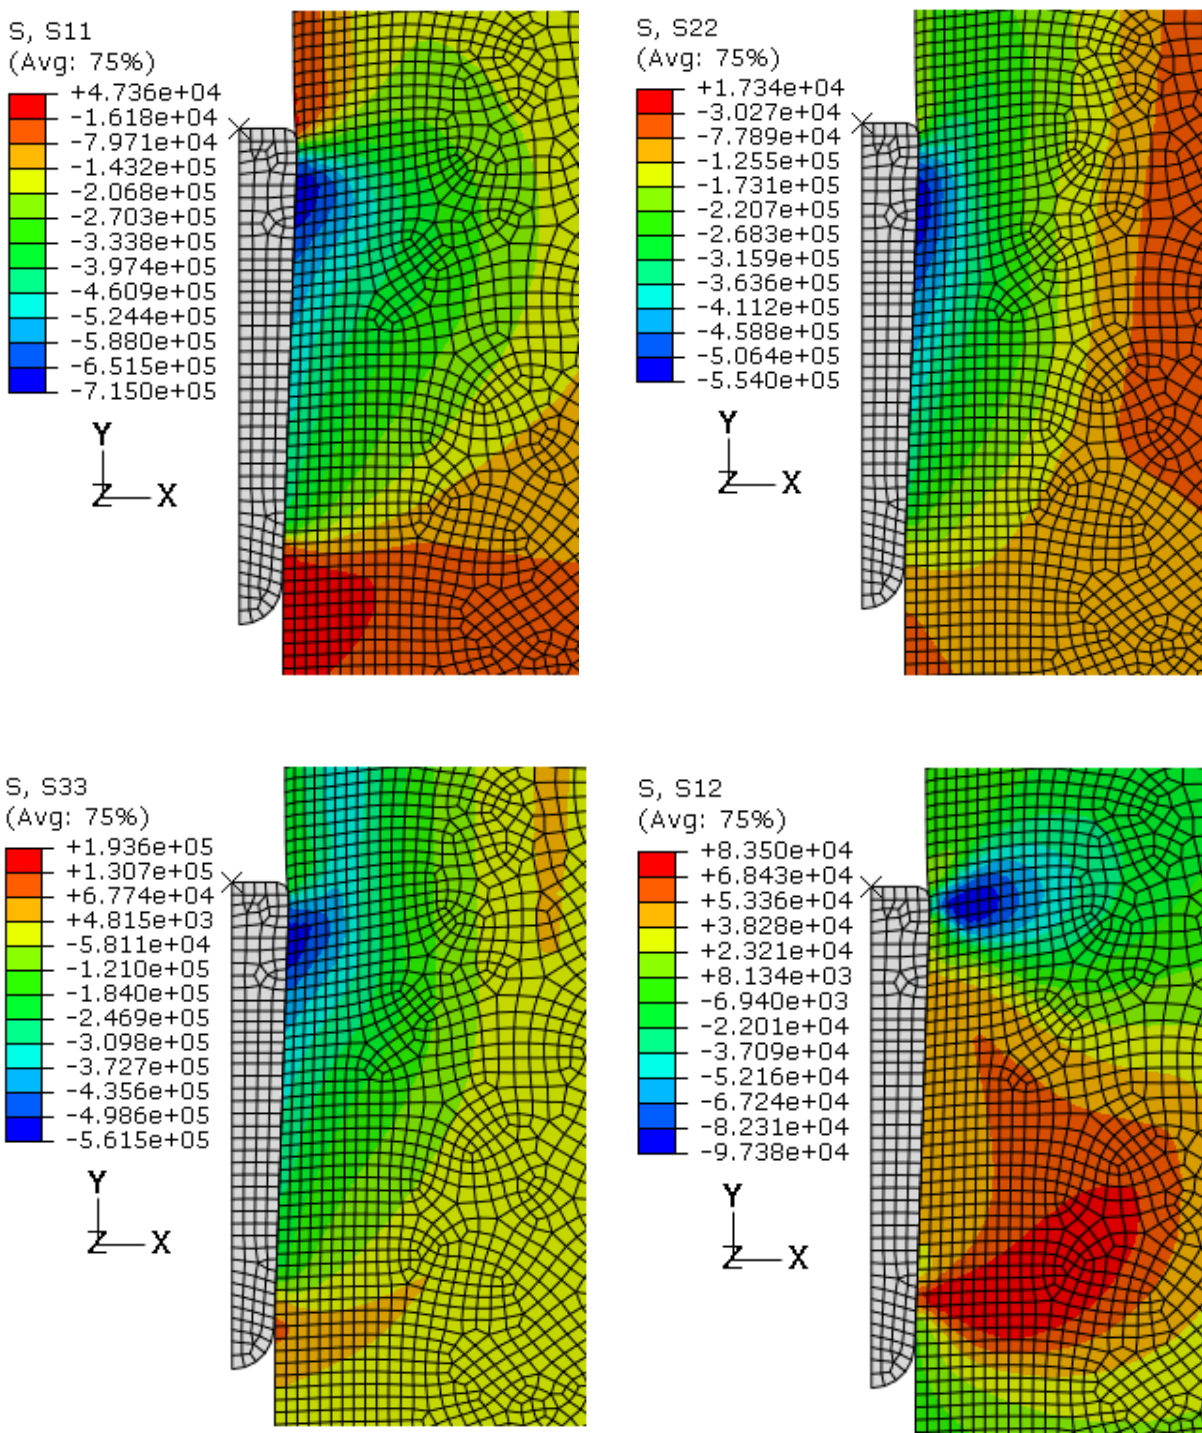 S, S11
(Avg: 75%)
+4.736e+04
-1.618e+04
-7.971e+04
-1.432e+05
-2.068e+05
-2.703e+05
-3.338e+05
-3.974e+05
-4.609e+05
-5.244e+05
-5.880e+05
-6.515e+05
-7.150e+05
Y
Z
X
S, S22
(Avg: 75%)
+1.734e+04
-3.027e+04
-7.789e+04
-1.255e+05
-1.731e+05
-2.207e+05
-2.683e+05
-3.159e+05
-3.636e+05
-4.112e+05
-4.588e+05
-5.064e+05
-5.540e+05
Y
Z
X
S, S33
(Avg: 75%)
+1.936e+05
+1.307e+05
+6.774e+04
+4.815e+03
-5.811e+04
-1.210e+05
-1.840e+05
-2.469e+05
-3.098e+05
-3.727e+05
-4.356e+05
-4.986e+05
-5.615e+05
Y
Z
X
S, S12
(Avg: 75%)
+8.350e+04
+6.843e+04
+5.336e+04
+3.828e+04
+2.321e+04
+8.134e+03
-6.940e+03
-2.201e+04
-3.709e+04
-5.216e+04
-6.724e+04
-8.231e+04
-9.738e+04
Y
Z
X